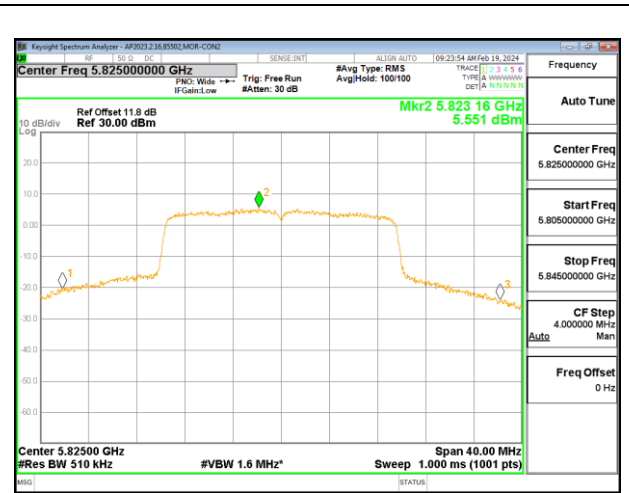 Keysight Spectrum Analyzer - AP2023.2.16,85502,MOR-CON2
RF 50 Ω DC SENSE:INT ALIGN AUTO 09:23:54 AM Feb 19, 2024
Center Freq 5.825000000 GHz
PNO: Wide
IFGain:Low
Trig: Free Run
#Atten: 30 dB
#Avg Type: RMS
Avg|Hold: 100/100
TRACE 1 2 3 4 5 6
TYPE A WWWWW
DET A NNNNN
Mkr2 5.823 16 GHz
5.551 dBm
Ref Offset 11.8 dB
Ref 30.00 dBm
10 dB/div
Log
20.0
10.0
0.00
-10.0
-20.0
-30.0
-40.0
-50.0
-60.0
1
2
3
Center 5.82500 GHz
#Res BW 510 kHz
#VBW 1.6 MHz*
Span 40.00 MHz
Sweep 1.000 ms (1001 pts)
MSG
STATUS
Frequency
Auto Tune
Center Freq
5.825000000 GHz
Start Freq
5.805000000 GHz
Stop Freq
5.845000000 GHz
CF Step
4.000000 MHz
Auto Man
Freq Offset
0 Hz